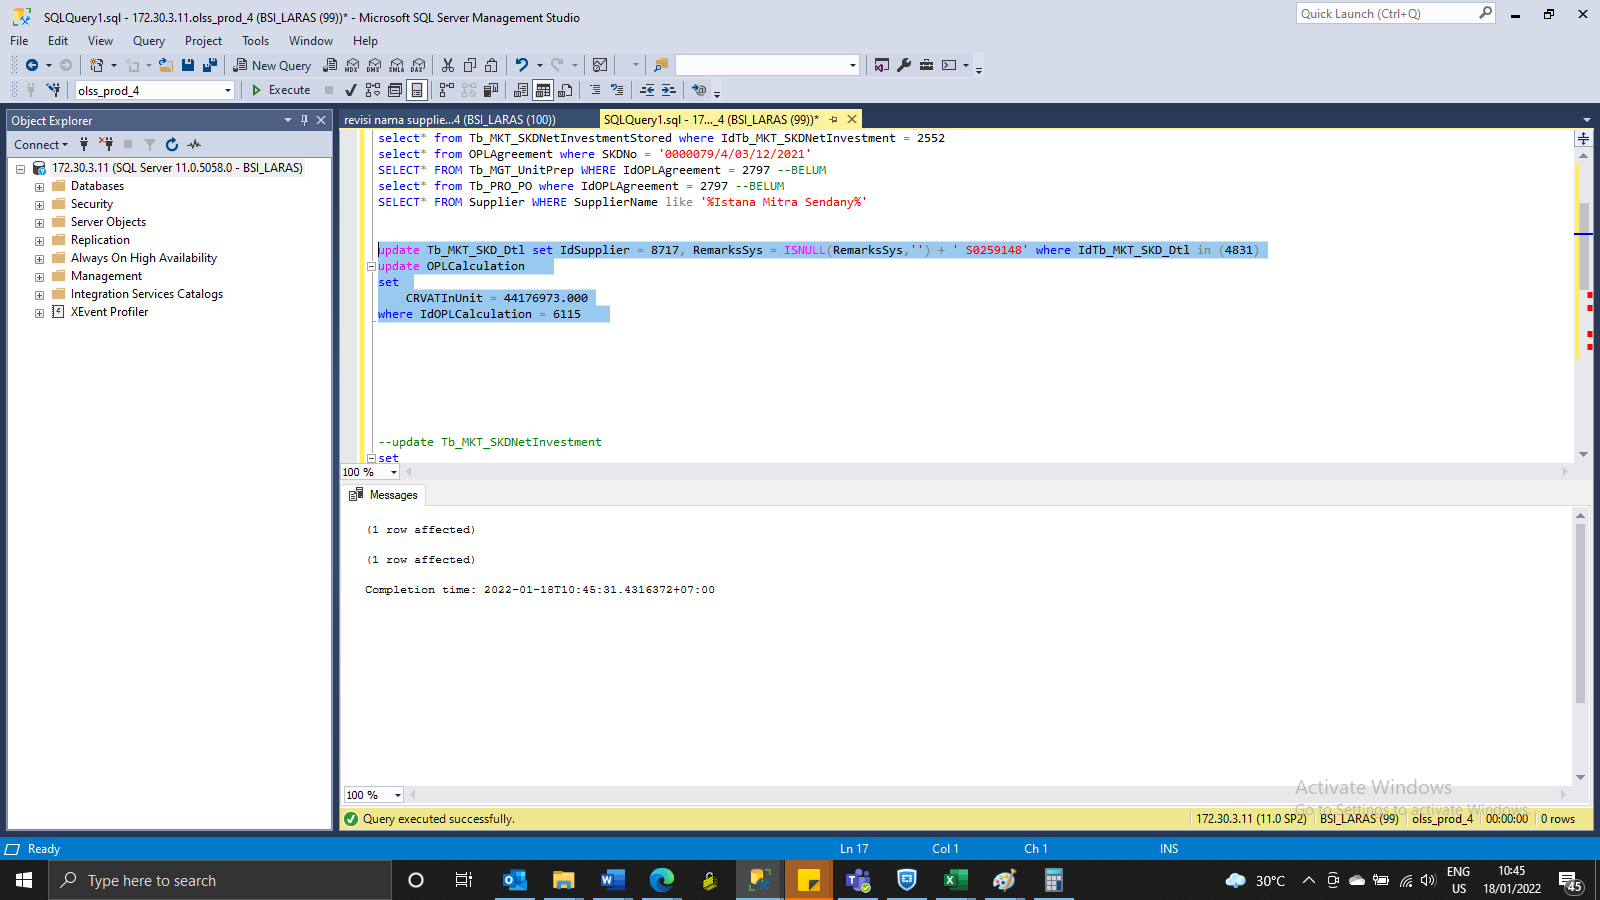 SQLQuery1.sql - 172.30.3.11.olss_prod_4 (BSI_LARAS (99))* - Microsoft SQL Server Management Studio
Quick Launch (Ctrl+Q)
File Edit View Query Project Tools Window Help
New Query
MDX DMX XMLA DAX
olss_prod_4
Execute
Object Explorer
Connect
172.30.3.11 (SQL Server 11.0.5058.0 - BSI_LARAS)
Databases
Security
Server Objects
Replication
Always On High Availability
Management
Integration Services Catalogs
XEvent Profiler
revisi nama supplie...4 (BSI_LARAS (100))
SQLQuery1.sql - 17..._4 (BSI_LARAS (99))*
select* from Tb_MKT_SKDNetInvestmentStored where IdTb_MKT_SKDNetInvestment = 2552
select* from OPLAgreement where SKDNo = '0000079/4/03/12/2021'
SELECT* FROM Tb_MGT_UnitPrep WHERE IdOPLAgreement = 2797 --BELUM
select* from Tb_PRO_PO where IdOPLAgreement = 2797 --BELUM
SELECT* FROM Supplier WHERE SupplierName like '%Istana Mitra Sendany%'
update Tb_MKT_SKD_Dtl set IdSupplier = 8717, RemarksSys = ISNULL(RemarksSys,'') + ' S0259148' where IdTb_MKT_SKD_Dtl in (4831)
update OPLCalculation
set
CRVATInUnit = 44176973.000
where IdOPLCalculation = 6115
--update Tb_MKT_SKDNetInvestment
set
100 %
Messages
(1 row affected)
(1 row affected)
Completion time: 2022-01-18T10:45:31.4316372+07:00
100 %
Activate Windows
Go to Settings to activate Windows.
Query executed successfully.
172.30.3.11 (11.0 SP2) BSI_LARAS (99) olss_prod_4 00:00:00 0 rows
Ready
Ln 17 Col 1 Ch 1 INS
Type here to search
30°C
ENG
US
10:45
18/01/2022
45